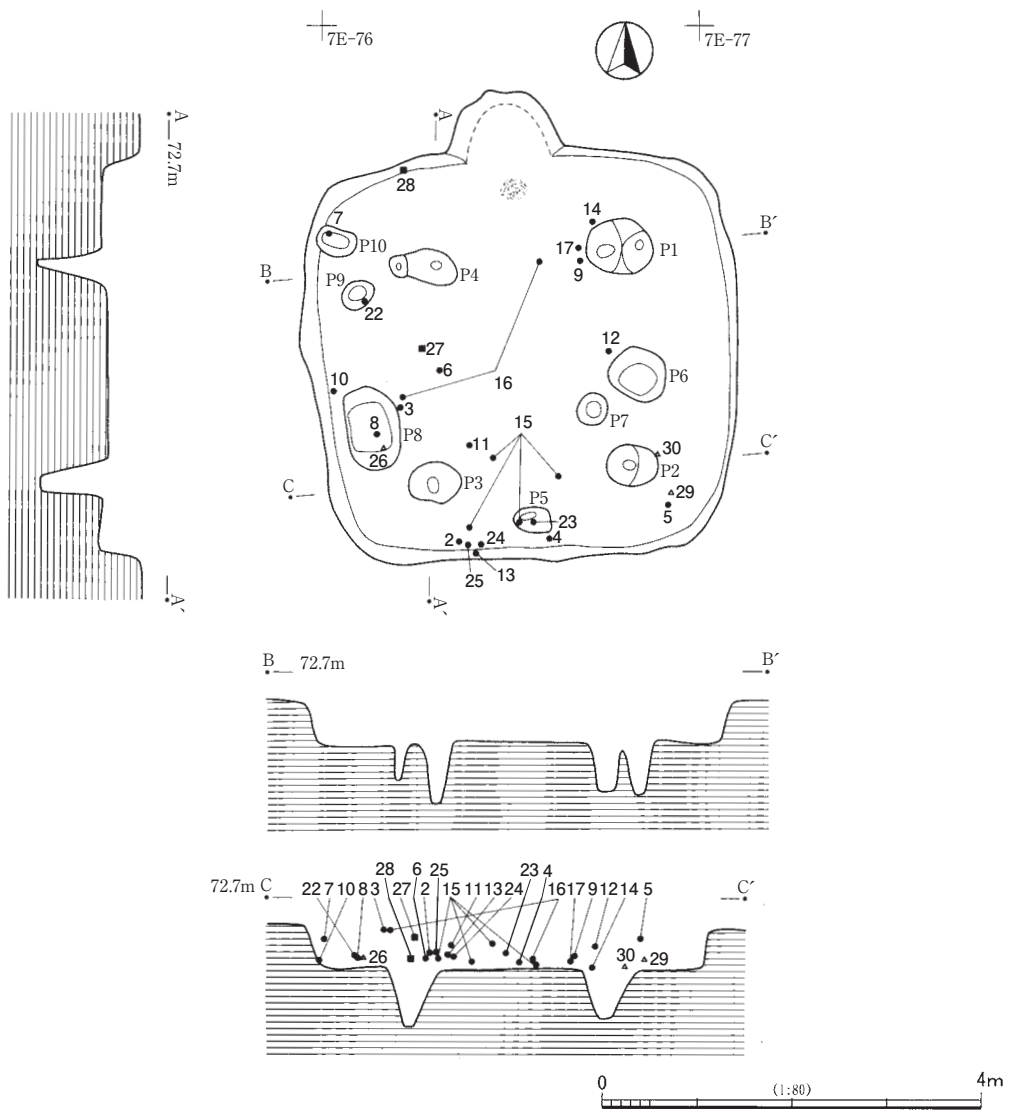 7E-76
7E-77
A
A
72.7m
28
14
B´
7
P10
17
P1
P4
9
B
P9
22
12
27
6
P6
10
16
3
15
P7
8
P8
11
30
C´
26
P2
C
P3
29
P5
5
23
2
24
4
25
13
A´
A´
B
72.7m
B´
28 6 25 23 4
72.7m C
22 7 10 8 3 27 2 15 11 13 24 16 17 9 12 14 5
C´
26
30
29
0
(1:80)
4m